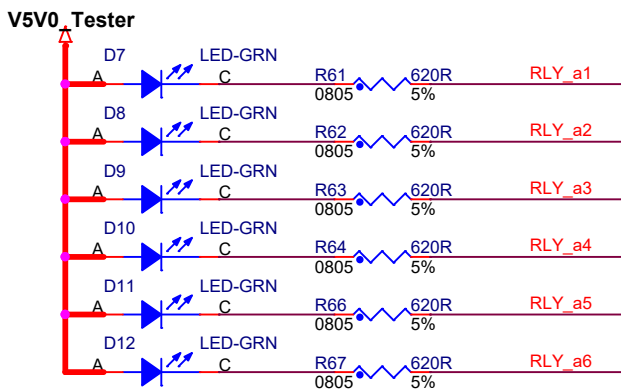 V5V0_Tester
D7 LED-GRN
A C R61 620R RLY_a1
0805 5%
D8 LED-GRN
A C R62 620R RLY_a2
0805 5%
D9 LED-GRN
A C R63 620R RLY_a3
0805 5%
D10 LED-GRN
A C R64 620R RLY_a4
0805 5%
D11 LED-GRN
A C R66 620R RLY_a5
0805 5%
D12 LED-GRN
A C R67 620R RLY_a6
0805 5%